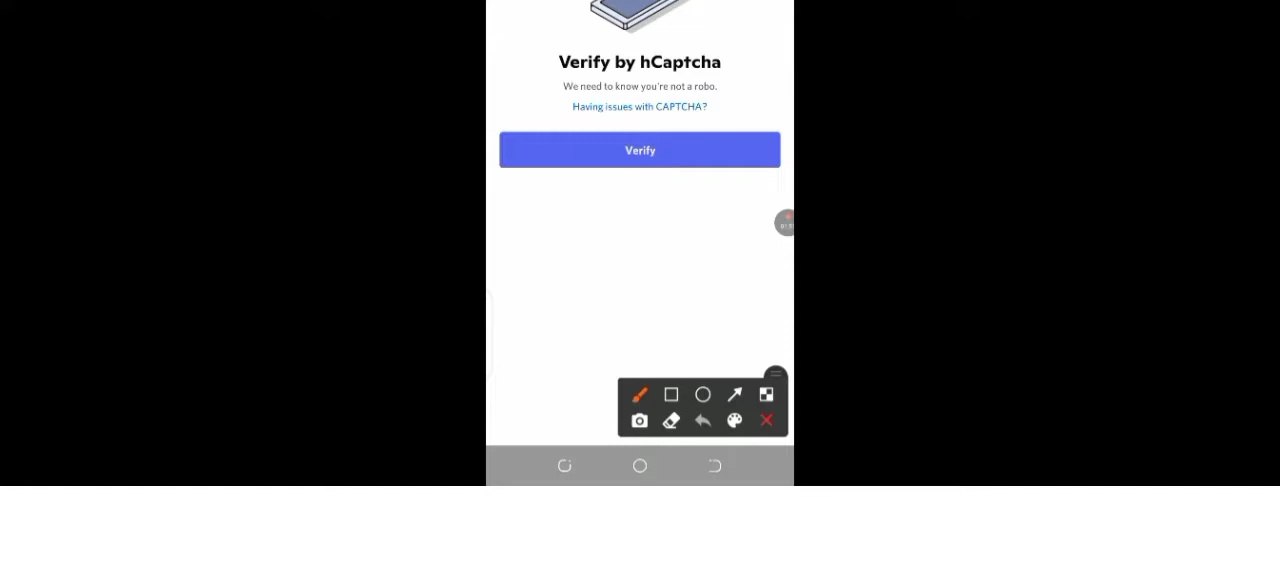 Verify by hCaptcha
We need to know you're not a robo.
Having issues with CAPTCHA?
Verify